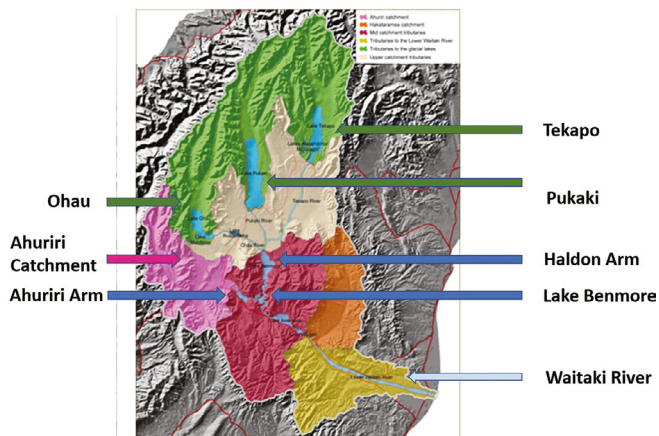 Ahuriri catchment
Hakataramea catchment
Mid catchment tributaries
Tributaries to the Lower Waitaki River
Tributaries to the glacial lakes
Upper catchment tributaries
Lake Tekapo
Tekapo
Ohau
Lake Pukaki
Pukaki
Tekapo River
Pukaki River
Lake Ohau
Ohau River
Ahuriri
Catchment
Haldon Arm
Ahuriri Arm
Lake Benmore
Waitaki River